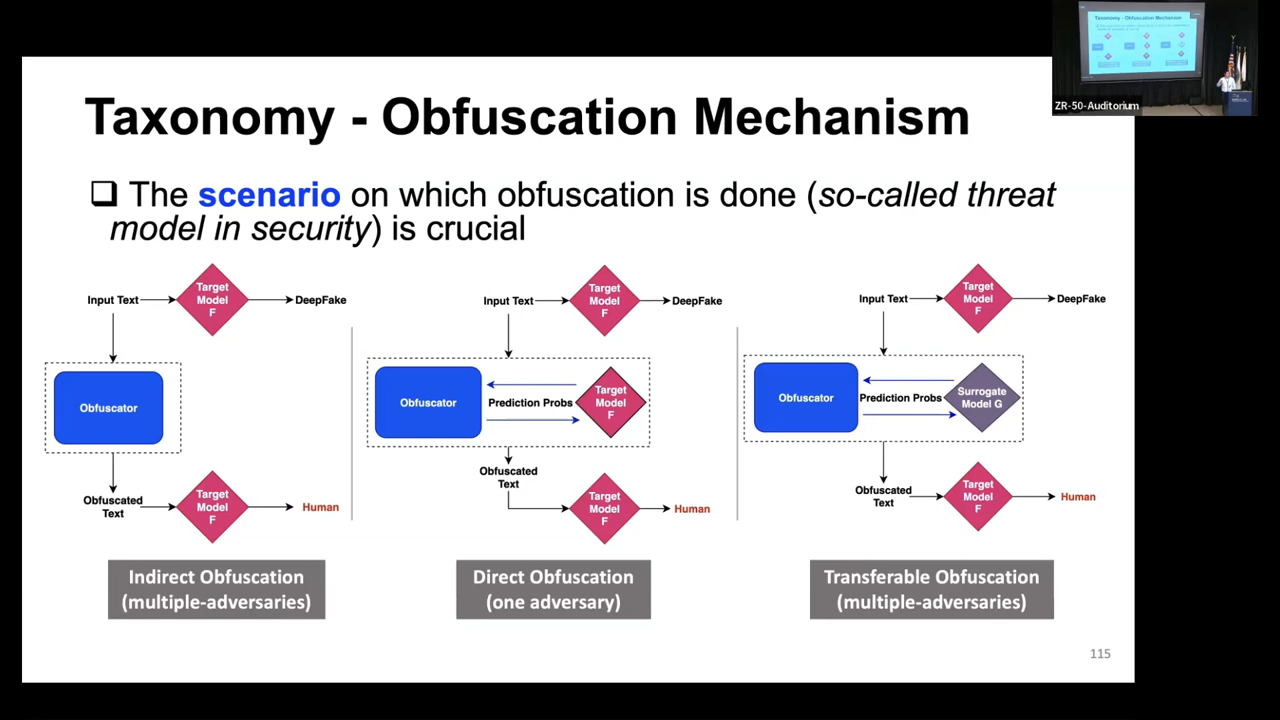 Taxonomy - Obfuscation Mechanism
The scenario on which obfuscation is done (so-called threat
model in security) is crucial
Input Text
Target
Model
F
DeepFake
Obfuscator
Obfuscated
Text
Target
Model
F
Human
Indirect Obfuscation
(multiple-adversaries)
Input Text
Target
Model
F
DeepFake
Obfuscator
Prediction Probs
Target
Model
F
Obfuscated
Text
Target
Model
F
Human
Direct Obfuscation
(one adversary)
Input Text
Target
Model
F
DeepFake
Obfuscator
Prediction Probs
Surrogate
Model G
Obfuscated
Text
Target
Model
F
Human
Transferable Obfuscation
(multiple-adversaries)
115
Taxonomy - Obfuscation Mechanism
ZR-50-Auditorium